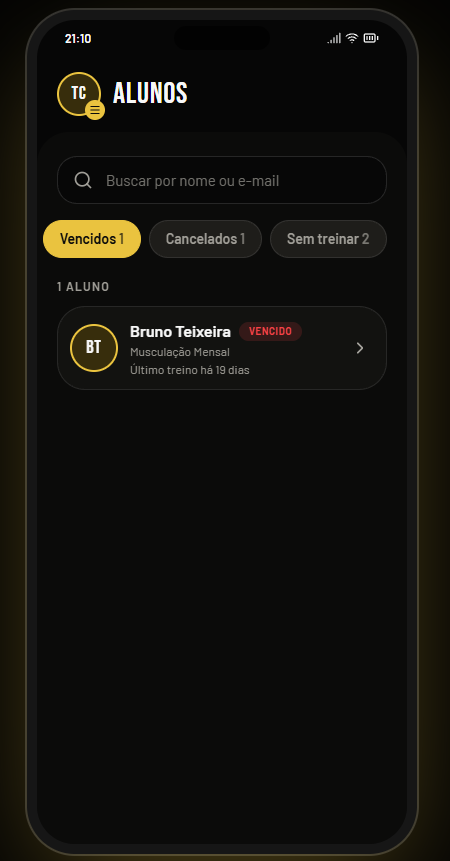 21:10
TC
ALUNOS
Buscar por nome ou e-mail
Vencidos 1
Cancelados 1
Sem treinar 2
1 ALUNO
BT
Bruno Teixeira VENCIDO
Musculação Mensal
Último treino há 19 dias